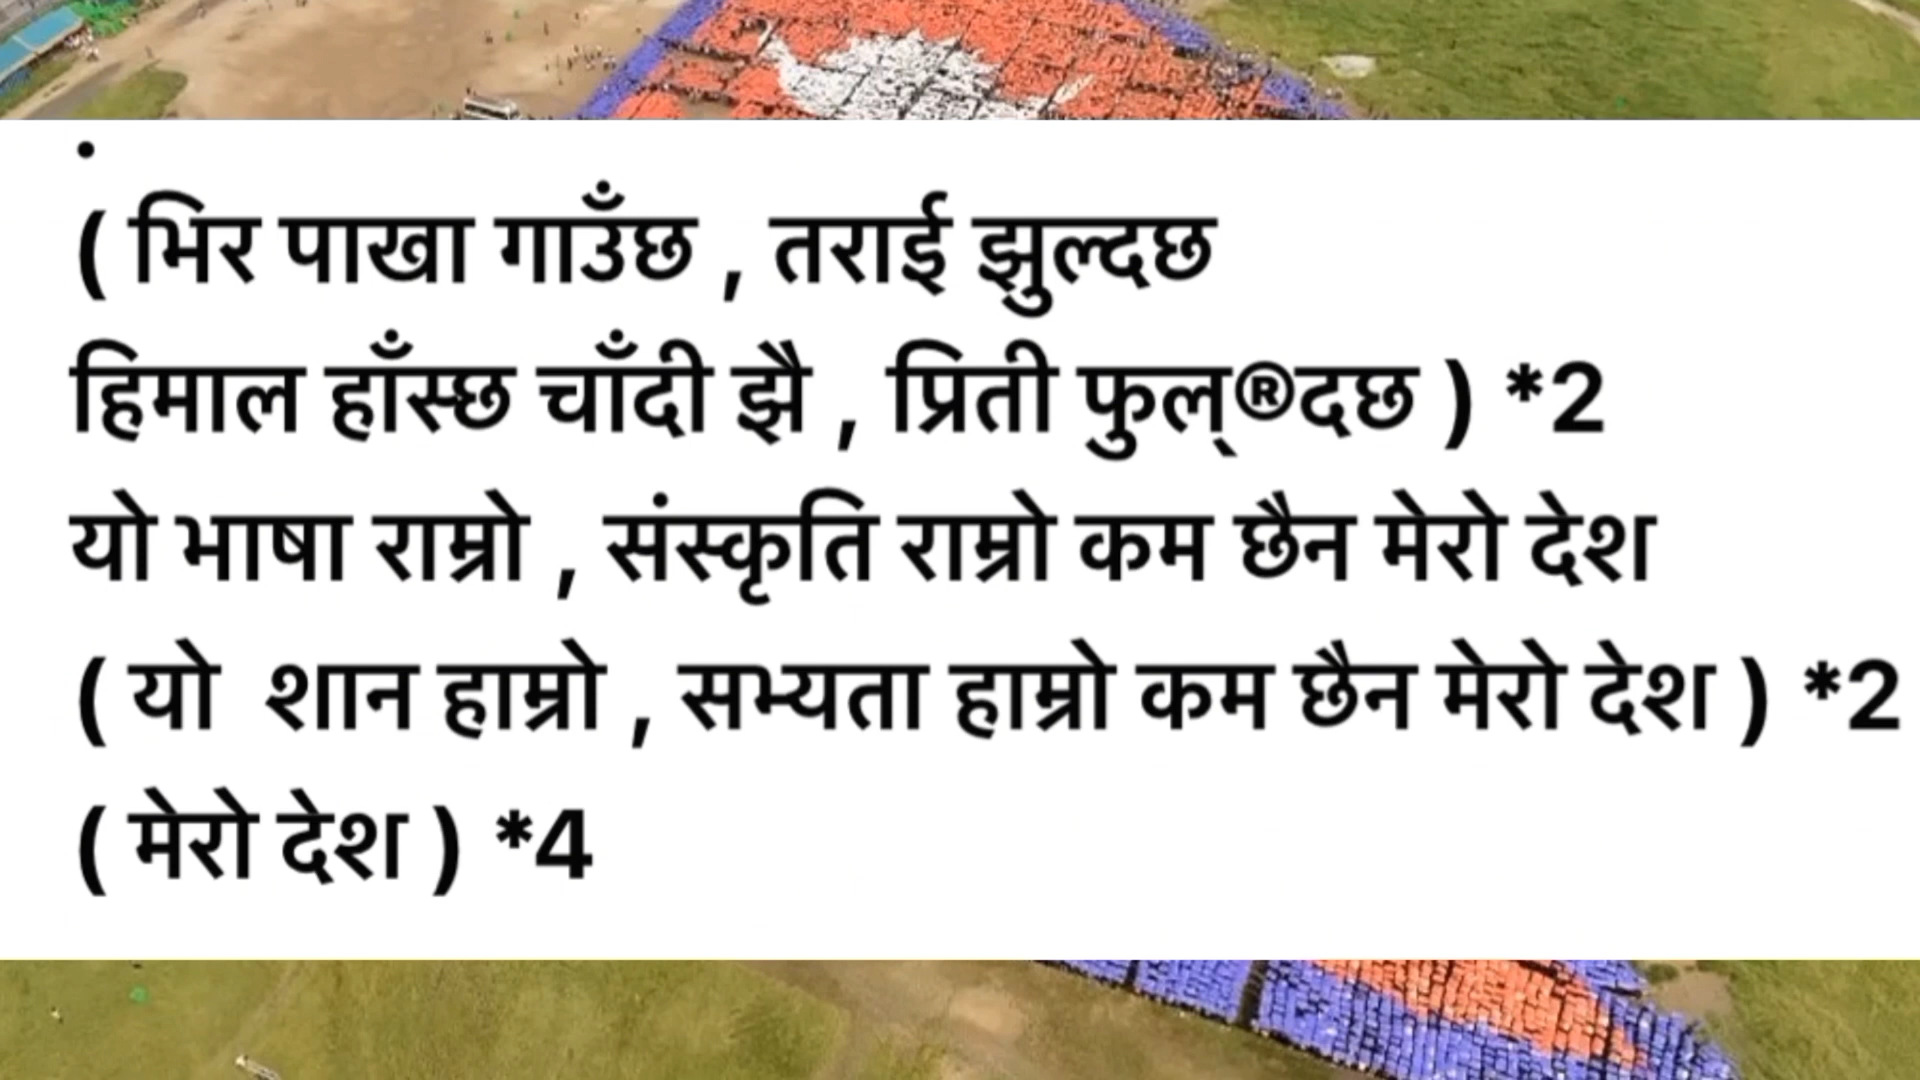 •
( भिर पाखा गाउँछ , तराई झुल्दछ
हिमाल हाँस्छ चाँदी झै , प्रिती फुल्®दछ ) *2
यो भाषा राम्रो , संस्कृति राम्रो कम छैन मेरो देश
( यो  शान हाम्रो , सभ्यता हाम्रो कम छैन मेरो देश ) *2
( मेरो देश ) *4